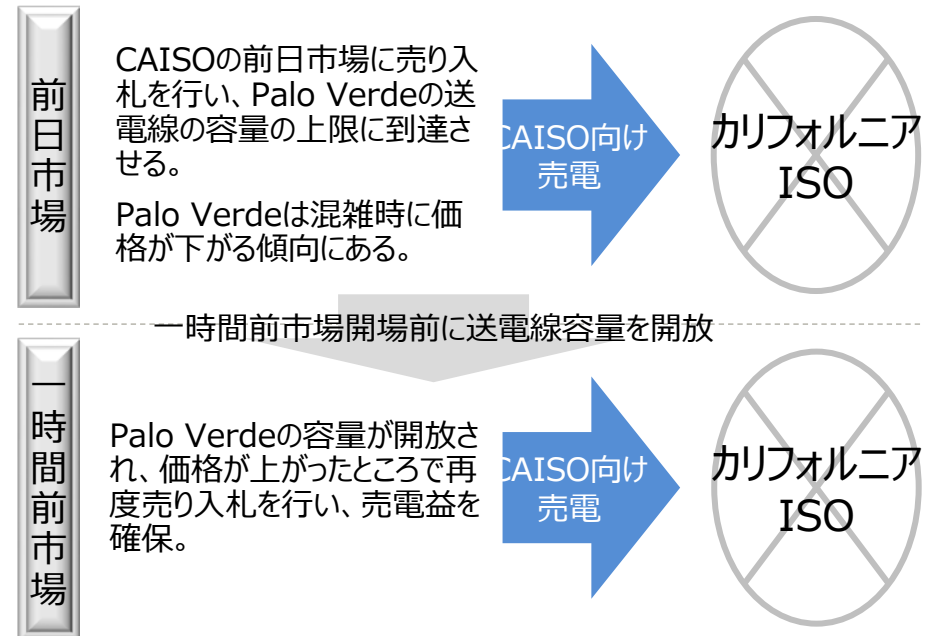 前日市場
CAISOの前日市場に売り入
札を行い、Palo Verdeの送
電線の容量の上限に到達さ
せる。
Palo Verdeは混雑時に価
格が下がる傾向にある。
CAISO向け
売電
カリフォルニア
ISO
一時間前市場開場前に送電線容量を開放
一時間前市場
Palo Verdeの容量が開放さ
れ、価格が上がったところで再
度売り入札を行い、売電益を
確保。
CAISO向け
売電
カリフォルニア
ISO